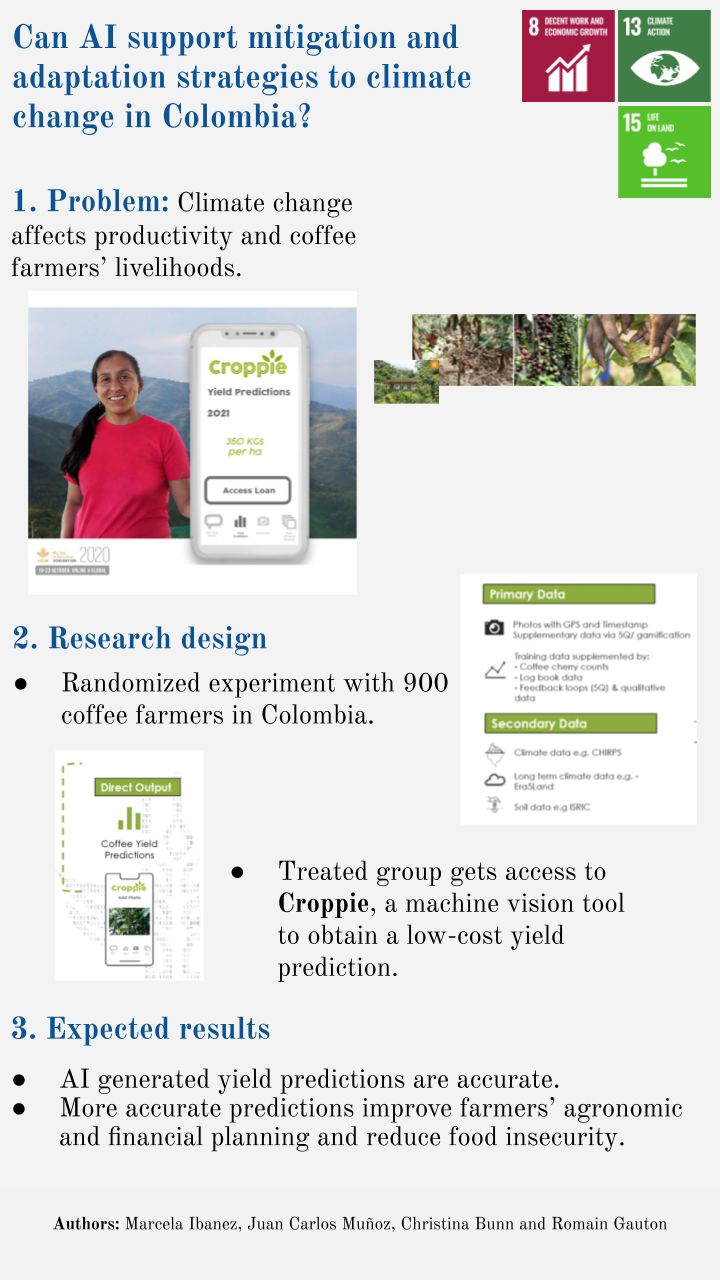 Can AI support mitigation and
adaptation strategies to climate
change in Colombia?
8 DECENT WORK AND
ECONOMIC GROWTH
13 CLIMATE
ACTION
15 LIFE
ON LAND
1. Problem: Climate change
affects productivity and coffee
farmers’ livelihoods.
Croppie
Yield Predictions
2021
350 KGs
per ha
Access Loan
2020
2. Research design
● Randomized experiment with 900
coffee farmers in Colombia.
Primary Data
Photos with GPS and Timestamp
Supplementary data via 5Q/ gamification
Training data supplemented by:
- Coffee cherry counts
- Log book data
- Feedback loops (5Q) & qualitative
data
Secondary Data
Climate data e.g. CHIRPS
Long term climate data e.g. -
Era5Land
Soil data e.g ISRIC
Direct Output
Coffee Yield
Predictions
croppie
Add Photo
● Treated group gets access to
Croppie, a machine vision tool
to obtain a low-cost yield
prediction.
3. Expected results
● AI generated yield predictions are accurate.
● More accurate predictions improve farmers’ agronomic
and financial planning and reduce food insecurity.
Authors: Marcela Ibanez, Juan Carlos Muñoz, Christina Bunn and Romain Gauton